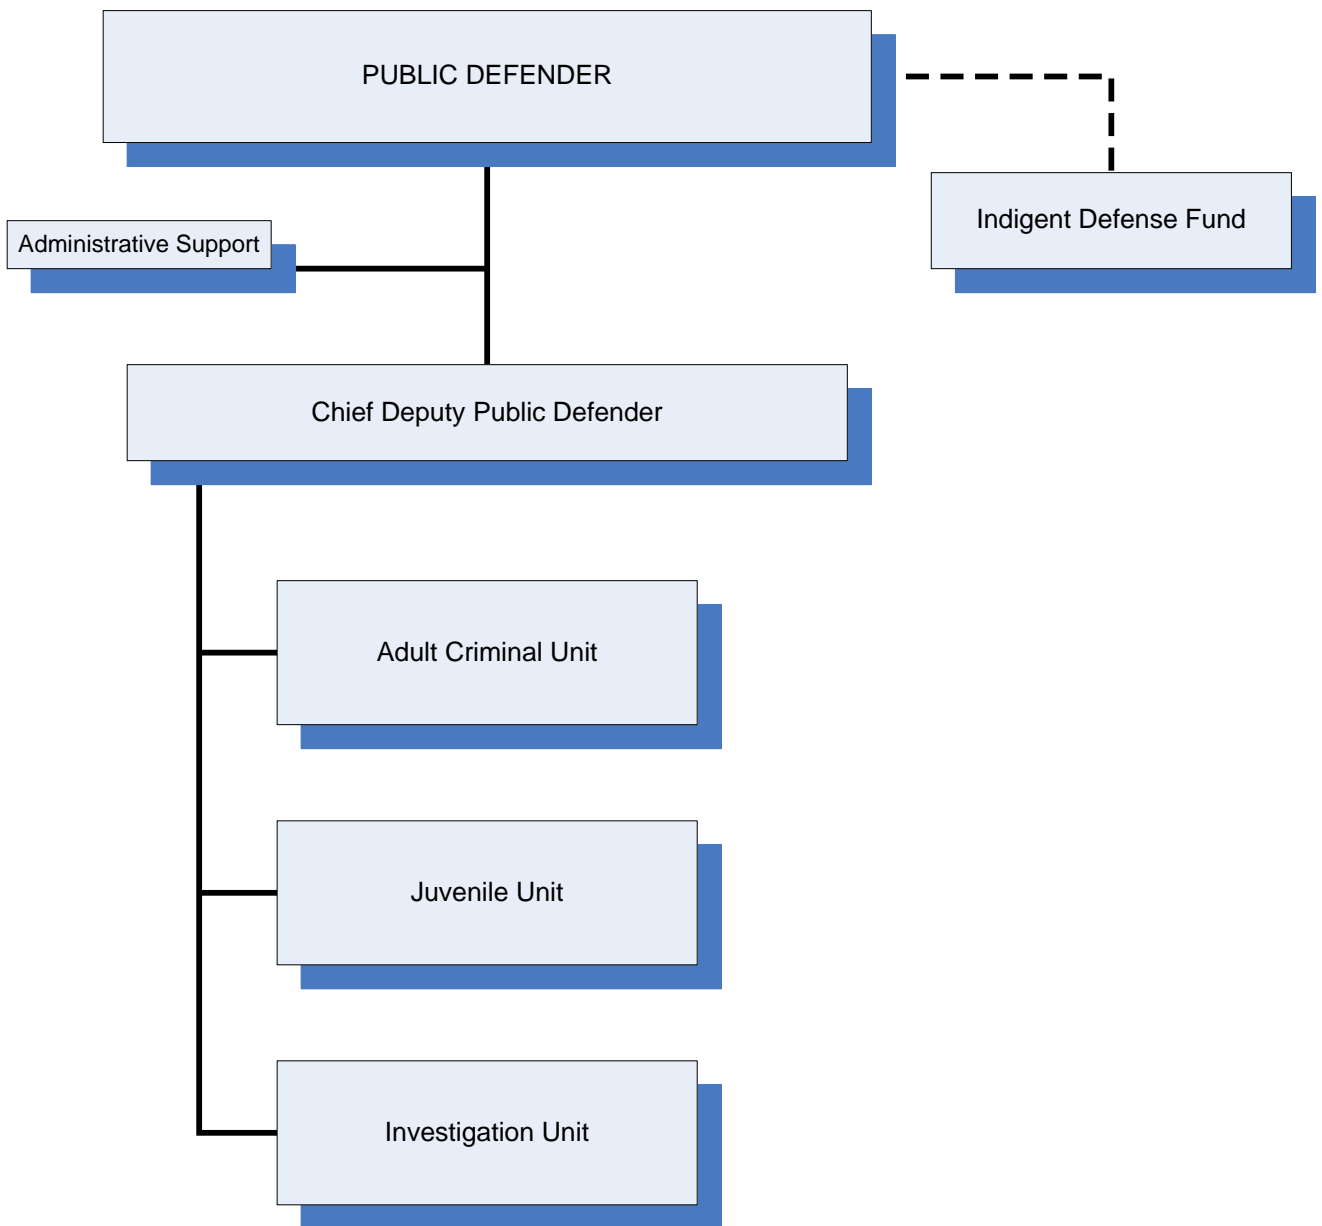 PUBLIC DEFENDER
Indigent Defense Fund
Administrative Support
Chief Deputy Public Defender
Adult Criminal Unit
Juvenile Unit
Investigation Unit